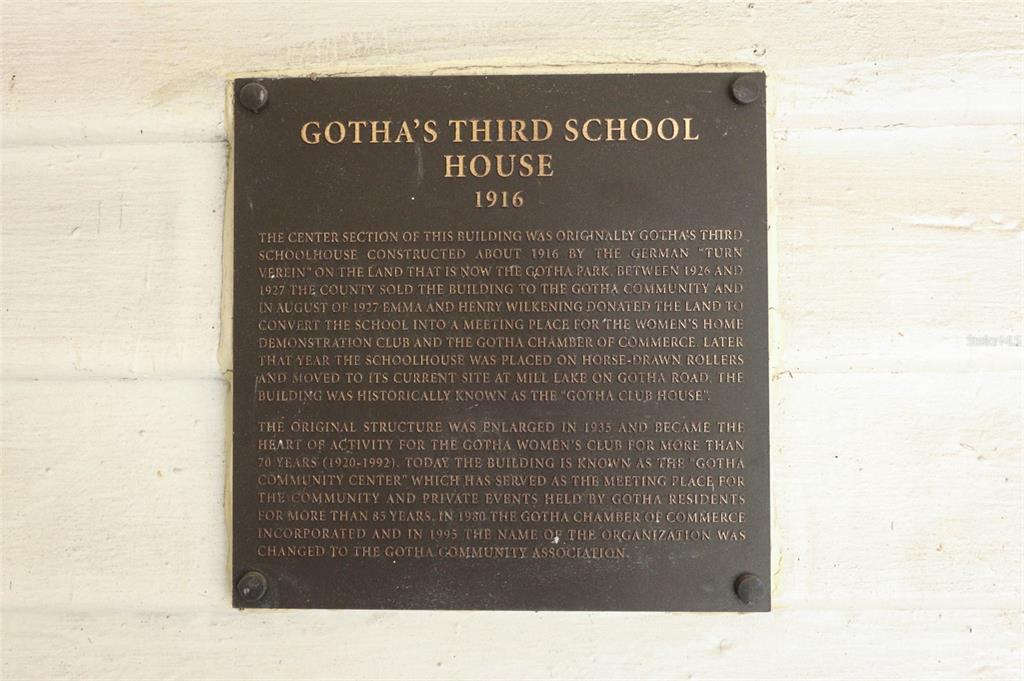 GOTHA'S THIRD SCHOOL
HOUSE
1916
THE CENTER SECTION OF THIS BUILDING WAS ORIGINALLY GOTHA'S THIRD
SCHOOLHOUSE CONSTRUCTED ABOUT 1916 BY THE GERMAN "TURN
VEREIN" ON THE LAND THAT IS NOW THE GOTHA PARK. BETWEEN 1926 AND
1927 THE COUNTY SOLD THE BUILDING TO THE GOTHA COMMUNITY AND
IN AUGUST OF 1927 EMMA AND HENRY WILKENING DONATED THE LAND TO
CONVERT THE SCHOOL INTO A MEETING PLACE FOR THE WOMEN'S HOME
DEMONSTRATION CLUB AND THE GOTHA CHAMBER OF COMMERCE. LATER
THAT YEAR THE SCHOOLHOUSE WAS PLACED ON HORSE-DRAWN ROLLERS
AND MOVED TO ITS CURRENT SITE AT MILL LAKE ON GOTHA ROAD. THE
BUILDING WAS HISTORICALLY KNOWN AS THE "GOTHA CLUB HOUSE".
THE ORIGINAL STRUCTURE WAS ENLARGED IN 1935 AND BECAME THE
HEART OF ACTIVITY FOR THE GOTHA WOMEN'S CLUB FOR MORE THAN
70 YEARS (1920-1992). TODAY THE BUILDING IS KNOWN AS THE "GOTHA
COMMUNITY CENTER" WHICH HAS SERVED AS THE MEETING PLACE FOR
THE COMMUNITY AND PRIVATE EVENTS HELD BY GOTHA RESIDENTS
FOR MORE THAN 85 YEARS. IN 1980 THE GOTHA CHAMBER OF COMMERCE
INCORPORATED AND IN 1995 THE NAME OF THE ORGANIZATION WAS
CHANGED TO THE GOTHA COMMUNITY ASSOCIATION.